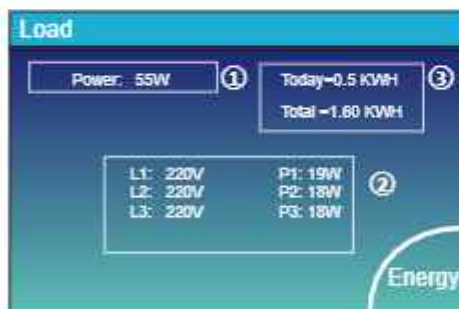 Load
Power: 55W ①
Today=0.5 KWH ③
Total =1.60 KWH
L1: 220V P1: 19W
L2: 220V P2: 18W ②
L3: 220V P3: 18W
Energy